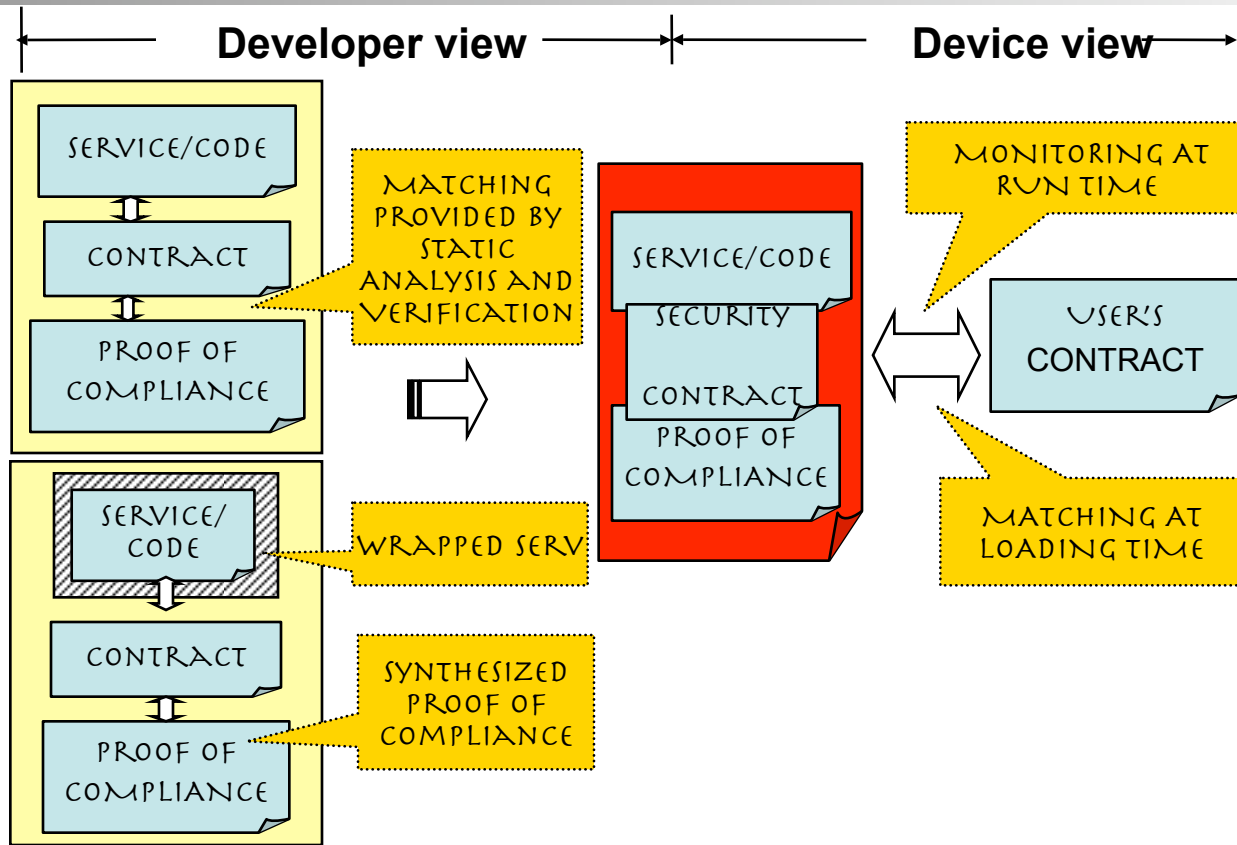 Developer view
Device view
SERVICE/CODE
CONTRACT
PROOF OF
COMPLIANCE
MATCHING
PROVIDED BY
STATIC
ANALYSIS AND
VERIFICATION
SERVICE/
CODE
WRAPPED SERV
CONTRACT
PROOF OF
COMPLIANCE
SYNTHESIZED
PROOF OF
COMPLIANCE
SERVICE/CODE
SECURITY
CONTRACT
PROOF OF
COMPLIANCE
MONITORING AT
RUN TIME
USER'S
CONTRACT
MATCHING AT
LOADING TIME